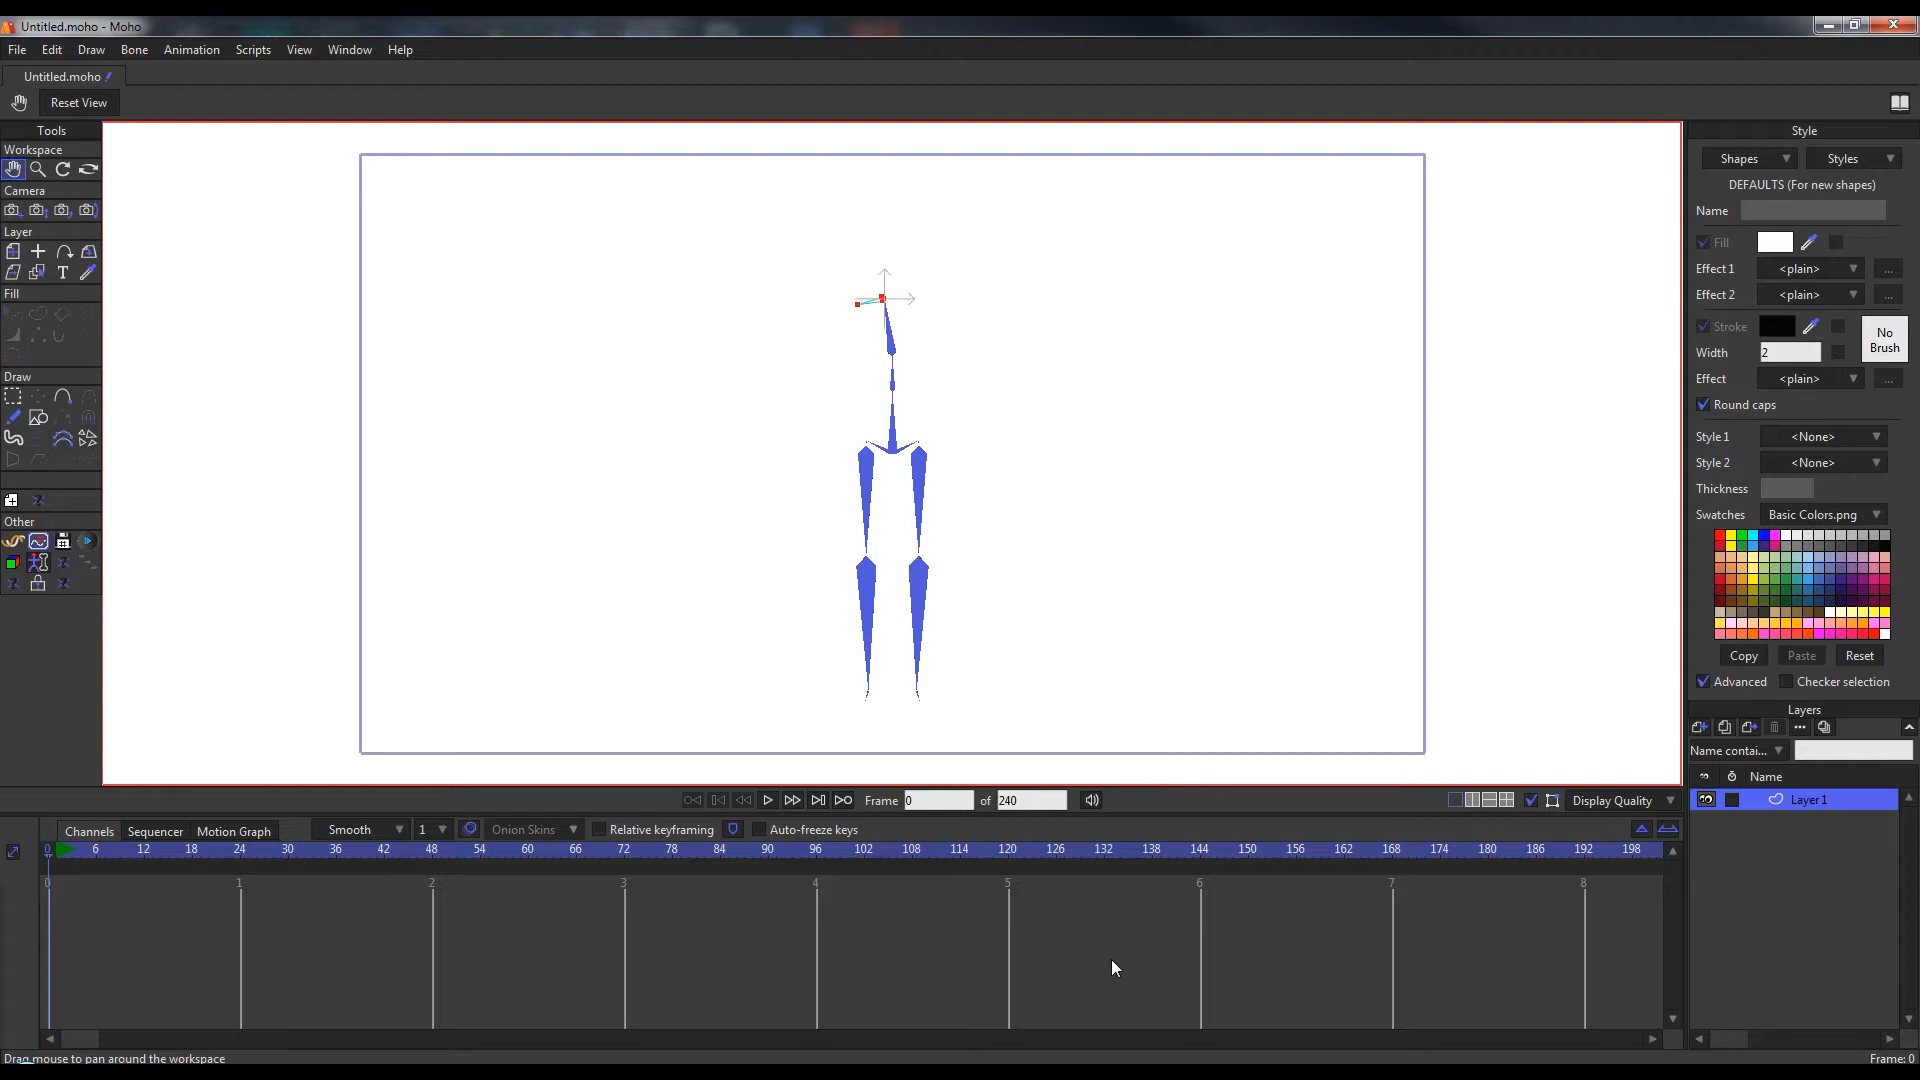 Untitled.moho - Moho
File Edit Draw Bone Animation Scripts View Window Help
Untitled.moho
Reset View
Tools
Workspace
Camera
Layer
T
Fill
Draw
Other
Style
Shapes Styles
DEFAULTS (For new shapes)
Name
Fill
Effect 1 <plain> ...
Effect 2 <plain> ...
Stroke
No Brush
Width 2
Effect <plain> ...
Round caps
Style 1 <None>
Style 2 <None>
Thickness
Swatches Basic Colors.png
Copy Paste Reset
Advanced Checker selection
Layers
Name contai...
Name
Layer 1
Frame 0 of 240 Display Quality
Channels Sequencer Motion Graph Smooth 1 Onion Skins Relative keyframing Auto-freeze keys
0 6 12 18 24 30 36 42 48 54 60 66 72 78 84 90 96 102 108 114 120 126 132 138 144 150 156 162 168 174 180 186 192 198
0 1 2 3 4 5 6 7 8
Drag mouse to pan around the workspace Frame: 0